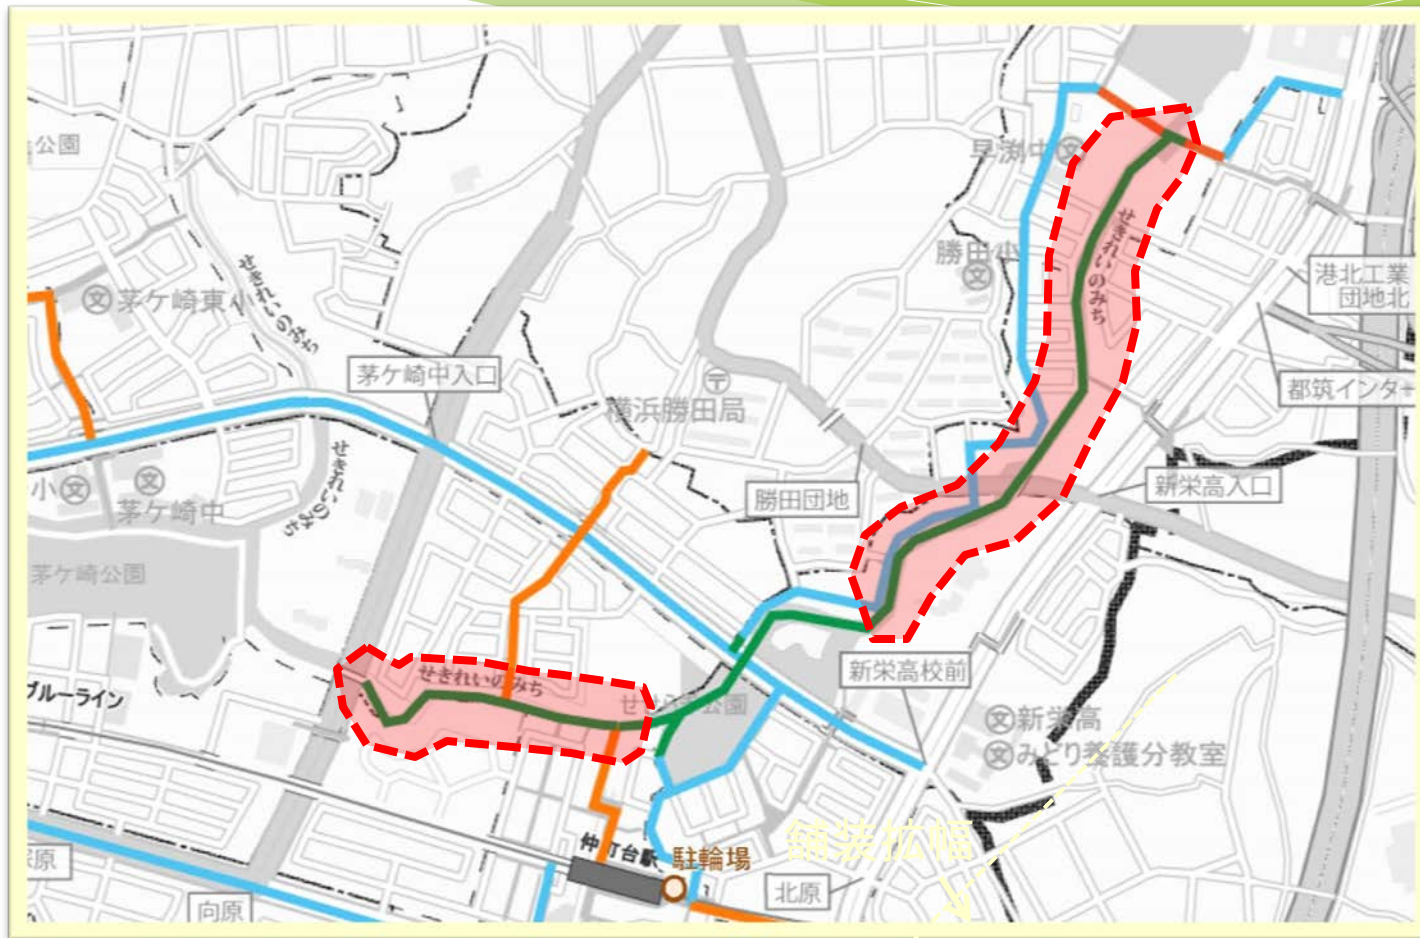 公園
早渕中
せきれいのみち
勝田小
港北工業
団地北
せきれいのみち
茅ケ崎東小
茅ケ崎中入口
都筑インター
横浜勝田局
せきれいのみち
小
茅ケ崎中
勝田団地
新栄高入口
茅ケ崎公園
新栄高校前
せきれいのみち
ブルーライン
せせらぎ公園
新栄高
みどり養護分教室
舗装拡幅
仲町台駅
駐輪場
原
北原
向原